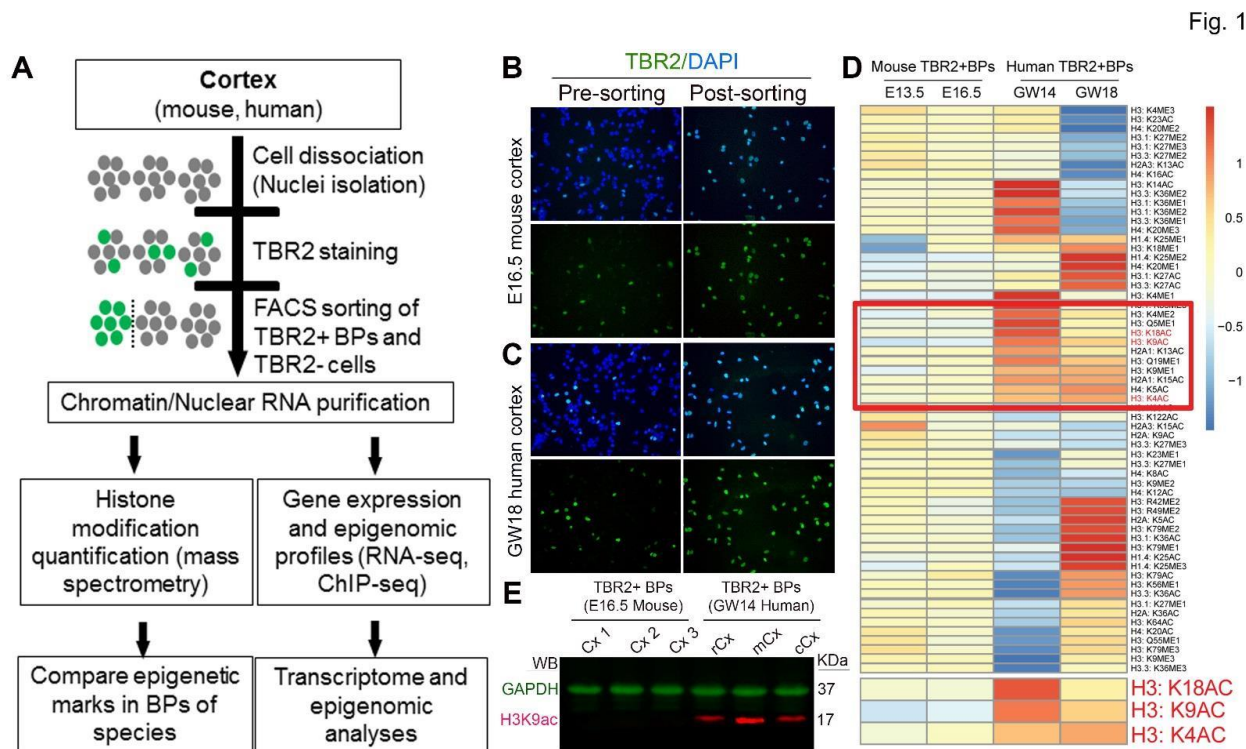 Fig. 1
A
Cortex
(mouse, human)
Cell dissociation
(Nuclei isolation)
TBR2 staining
FACS sorting of
TBR2+ BPs and
TBR2- cells
Chromatin/Nuclear RNA purification
Histone
modification
quantification (mass
spectrometry)
Gene expression
and epigenomic
profiles (RNA-seq,
ChIP-seq)
Compare epigenetic
marks in BPs of
species
Transcriptome and
epigenomic
analyses
B
TBR2/DAPI
Pre-sorting
Post-sorting
E16.5 mouse cortex
C
GW18 human cortex
E
TBR2+ BPs
(E16.5 Mouse)
TBR2+ BPs
(GW14 Human)
Cx 1
Cx 2
Cx 3
rCx
mCx
cCx
WB
KDa
GAPDH
37
H3K9ac
17
D
Mouse TBR2+BPs
Human TBR2+BPs
E13.5
E16.5
GW14
GW18
H3: K4ME3
H3: K23AC
H4: K20ME2
H3.1: K27ME2
H3.1: K27ME3
H3.3: K27ME2
H2A3: K13AC
H4: K16AC
H3: K14AC
H3.3: K36ME2
H3.1: K36ME1
H3.1: K36ME2
H3.3: K36ME1
H4: K20ME3
H1.4: K25ME1
H3: K18ME1
H1.4: K25ME2
H4: K20ME1
H3.1: K27AC
H3.3: K27AC
H3: K4ME1
H3: K4ME2
H3: Q5ME1
H3: K18AC
H3: K9AC
H2A1: K13AC
H3: Q19ME1
H3: K9ME1
H2A1: K15AC
H4: K5AC
H3: K4AC
H3: K122AC
H2A3: K15AC
H2A: K9AC
H3.3: K27ME3
H3: K23ME1
H3.3: K27ME1
H4: K8AC
H3: K9ME2
H4: K12AC
H3: R42ME2
H3: R49ME2
H2A: K5AC
H3: K79ME2
H3.1: K36AC
H3: K79ME1
H1.4: K25AC
H1.4: K25ME3
H3: K79AC
H3: K56ME1
H3.3: K36AC
H3.1: K27ME1
H2A: K36AC
H3: K64AC
H4: K20AC
H3: Q55ME1
H3: K79ME3
H3: K9ME3
H3.3: K36ME3
1
0.5
0
−0.5
−1
H3: K18AC
H3: K9AC
H3: K4AC